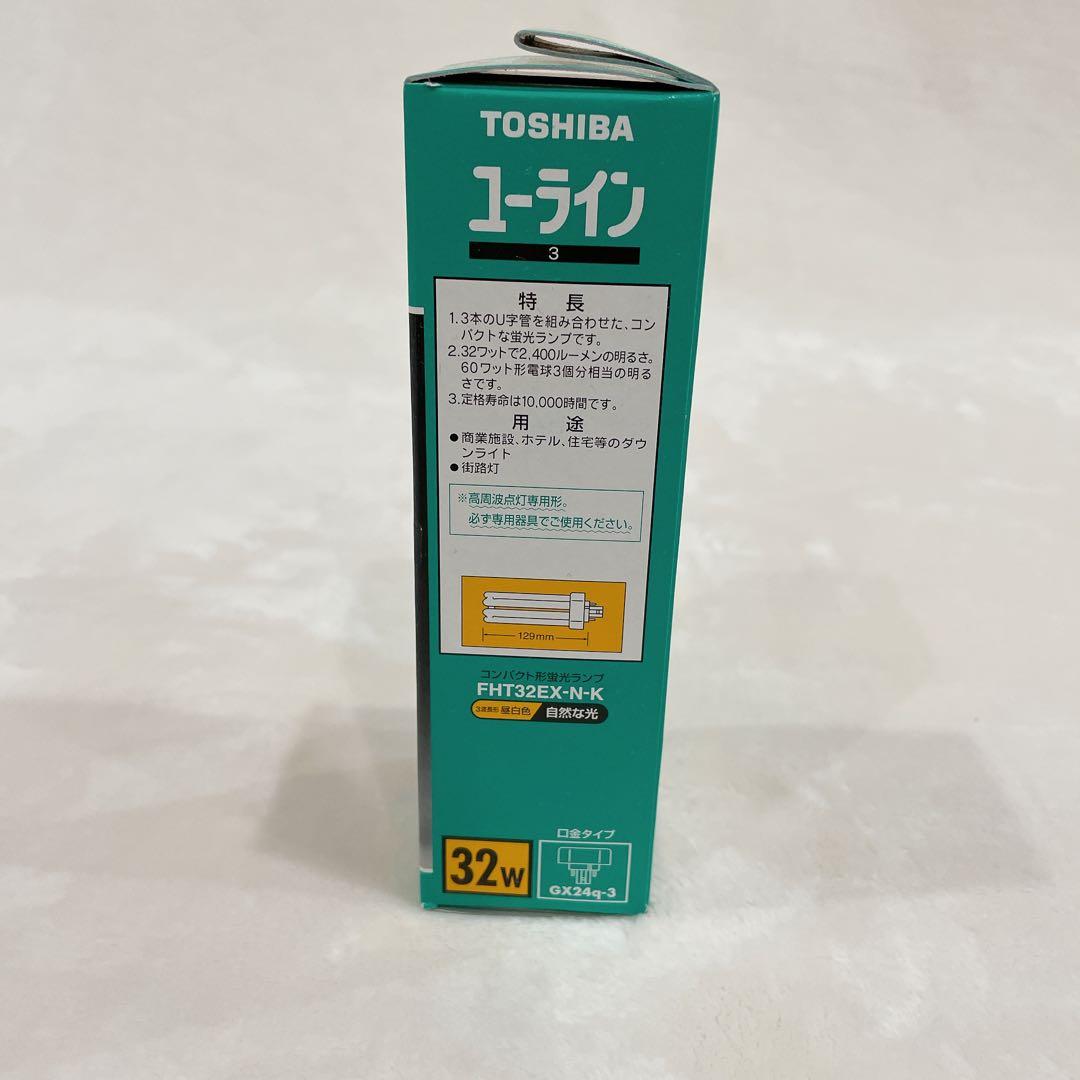 TOSHIBA
ユーライン
3
特長
1.3本のU字管を組み合わせた、コン
パクトな蛍光ランプです。
2.32ワットで2,400ルーメンの明るさ。
60ワット形電球3個分相当の明る
さです。
3.定格寿命は10,000時間です。
用途
●商業施設、ホテル、住宅等のダウ
ンライト
●街路灯
※高周波点灯専用形。
必ず専用器具でご使用ください。
129mm
コンパクト形蛍光ランプ
FHT32EX-N-K
3波長形 昼白色 自然な光
口金タイプ
32W
GX24q-3